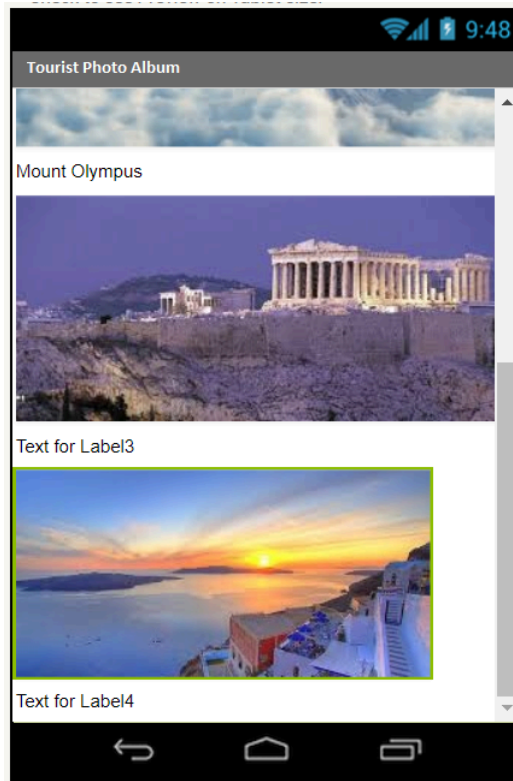 9:48
Tourist Photo Album
Mount Olympus
Text for Label3
Text for Label4